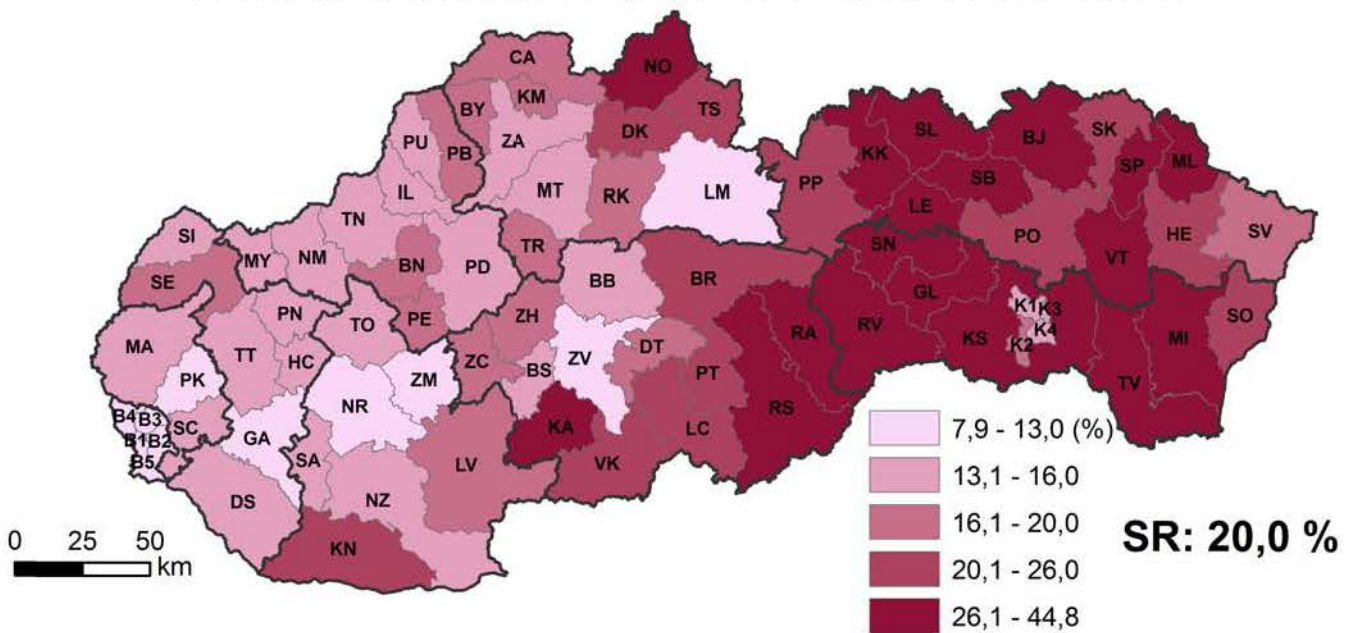 CA
NO
BY
KM
TS
PU
PB
ZA
DK
SL
BJ
SK
KK
SP
ML
IL
MT
RK
LM
PP
SB
TN
LE
PO
HE
SV
SI
MY
NM
BN
PD
TR
BB
BR
SN
VT
SE
PN
TO
PE
ZH
GL
K1 K3
SO
MA
TT
HC
ZC
BS
ZV
DT
RA
RV
KS
K4
K2
MI
PK
NR
ZM
PT
TV
B4 B3
SC
GA
KA
RS
B1 B2
B5
SA
LV
VK
LC
DS
NZ
KN
0 25 50
km
7,9 - 13,0 (%)
13,1 - 16,0
16,1 - 20,0
20,1 - 26,0
26,1 - 44,8
SR: 20,0 %